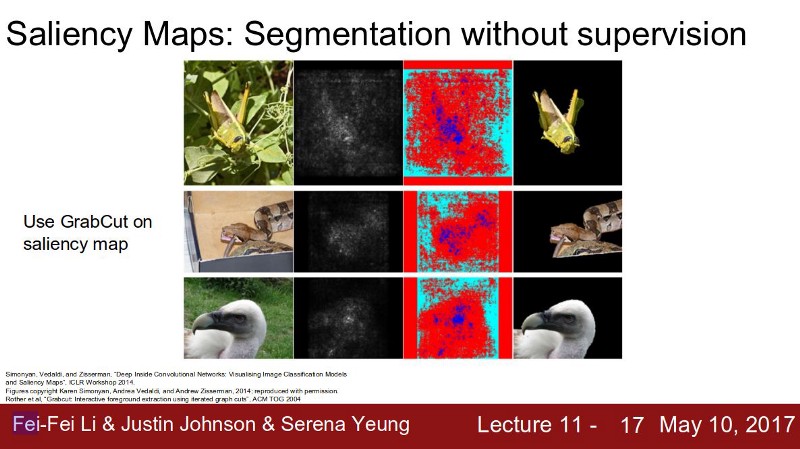 Saliency Maps: Segmentation without supervision
Use GrabCut on
saliency map
Simonyan, Vedaldi, and Zisserman, "Deep Inside Convolutional Networks: Visualising Image Classification Models
and Saliency Maps", ICLR Workshop 2014.
Figures copyright Karen Simonyan, Andrea Vedaldi, and Andrew Zisserman, 2014; reproduced with permission.
Rother et al, "Grabcut: Interactive foreground extraction using iterated graph cuts", ACM TOG 2004
Fei-Fei Li & Justin Johnson & Serena Yeung Lecture 11 - 17 May 10, 2017